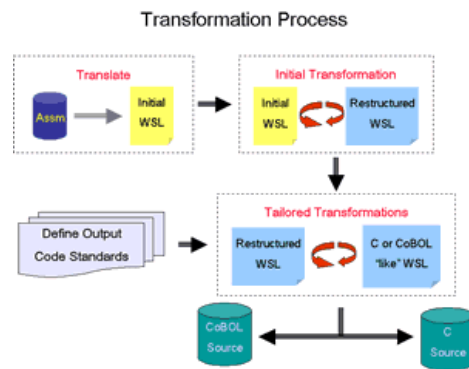 Transformation Process
Translate
Assm
Initial
WSL
Initial Transformation
Initial
WSL
Restructured
WSL
Tailored Transformations
Define Output
Code Standards
Restructured
WSL
C or CoBOL
“like” WSL
CoBOL
Source
C
Source